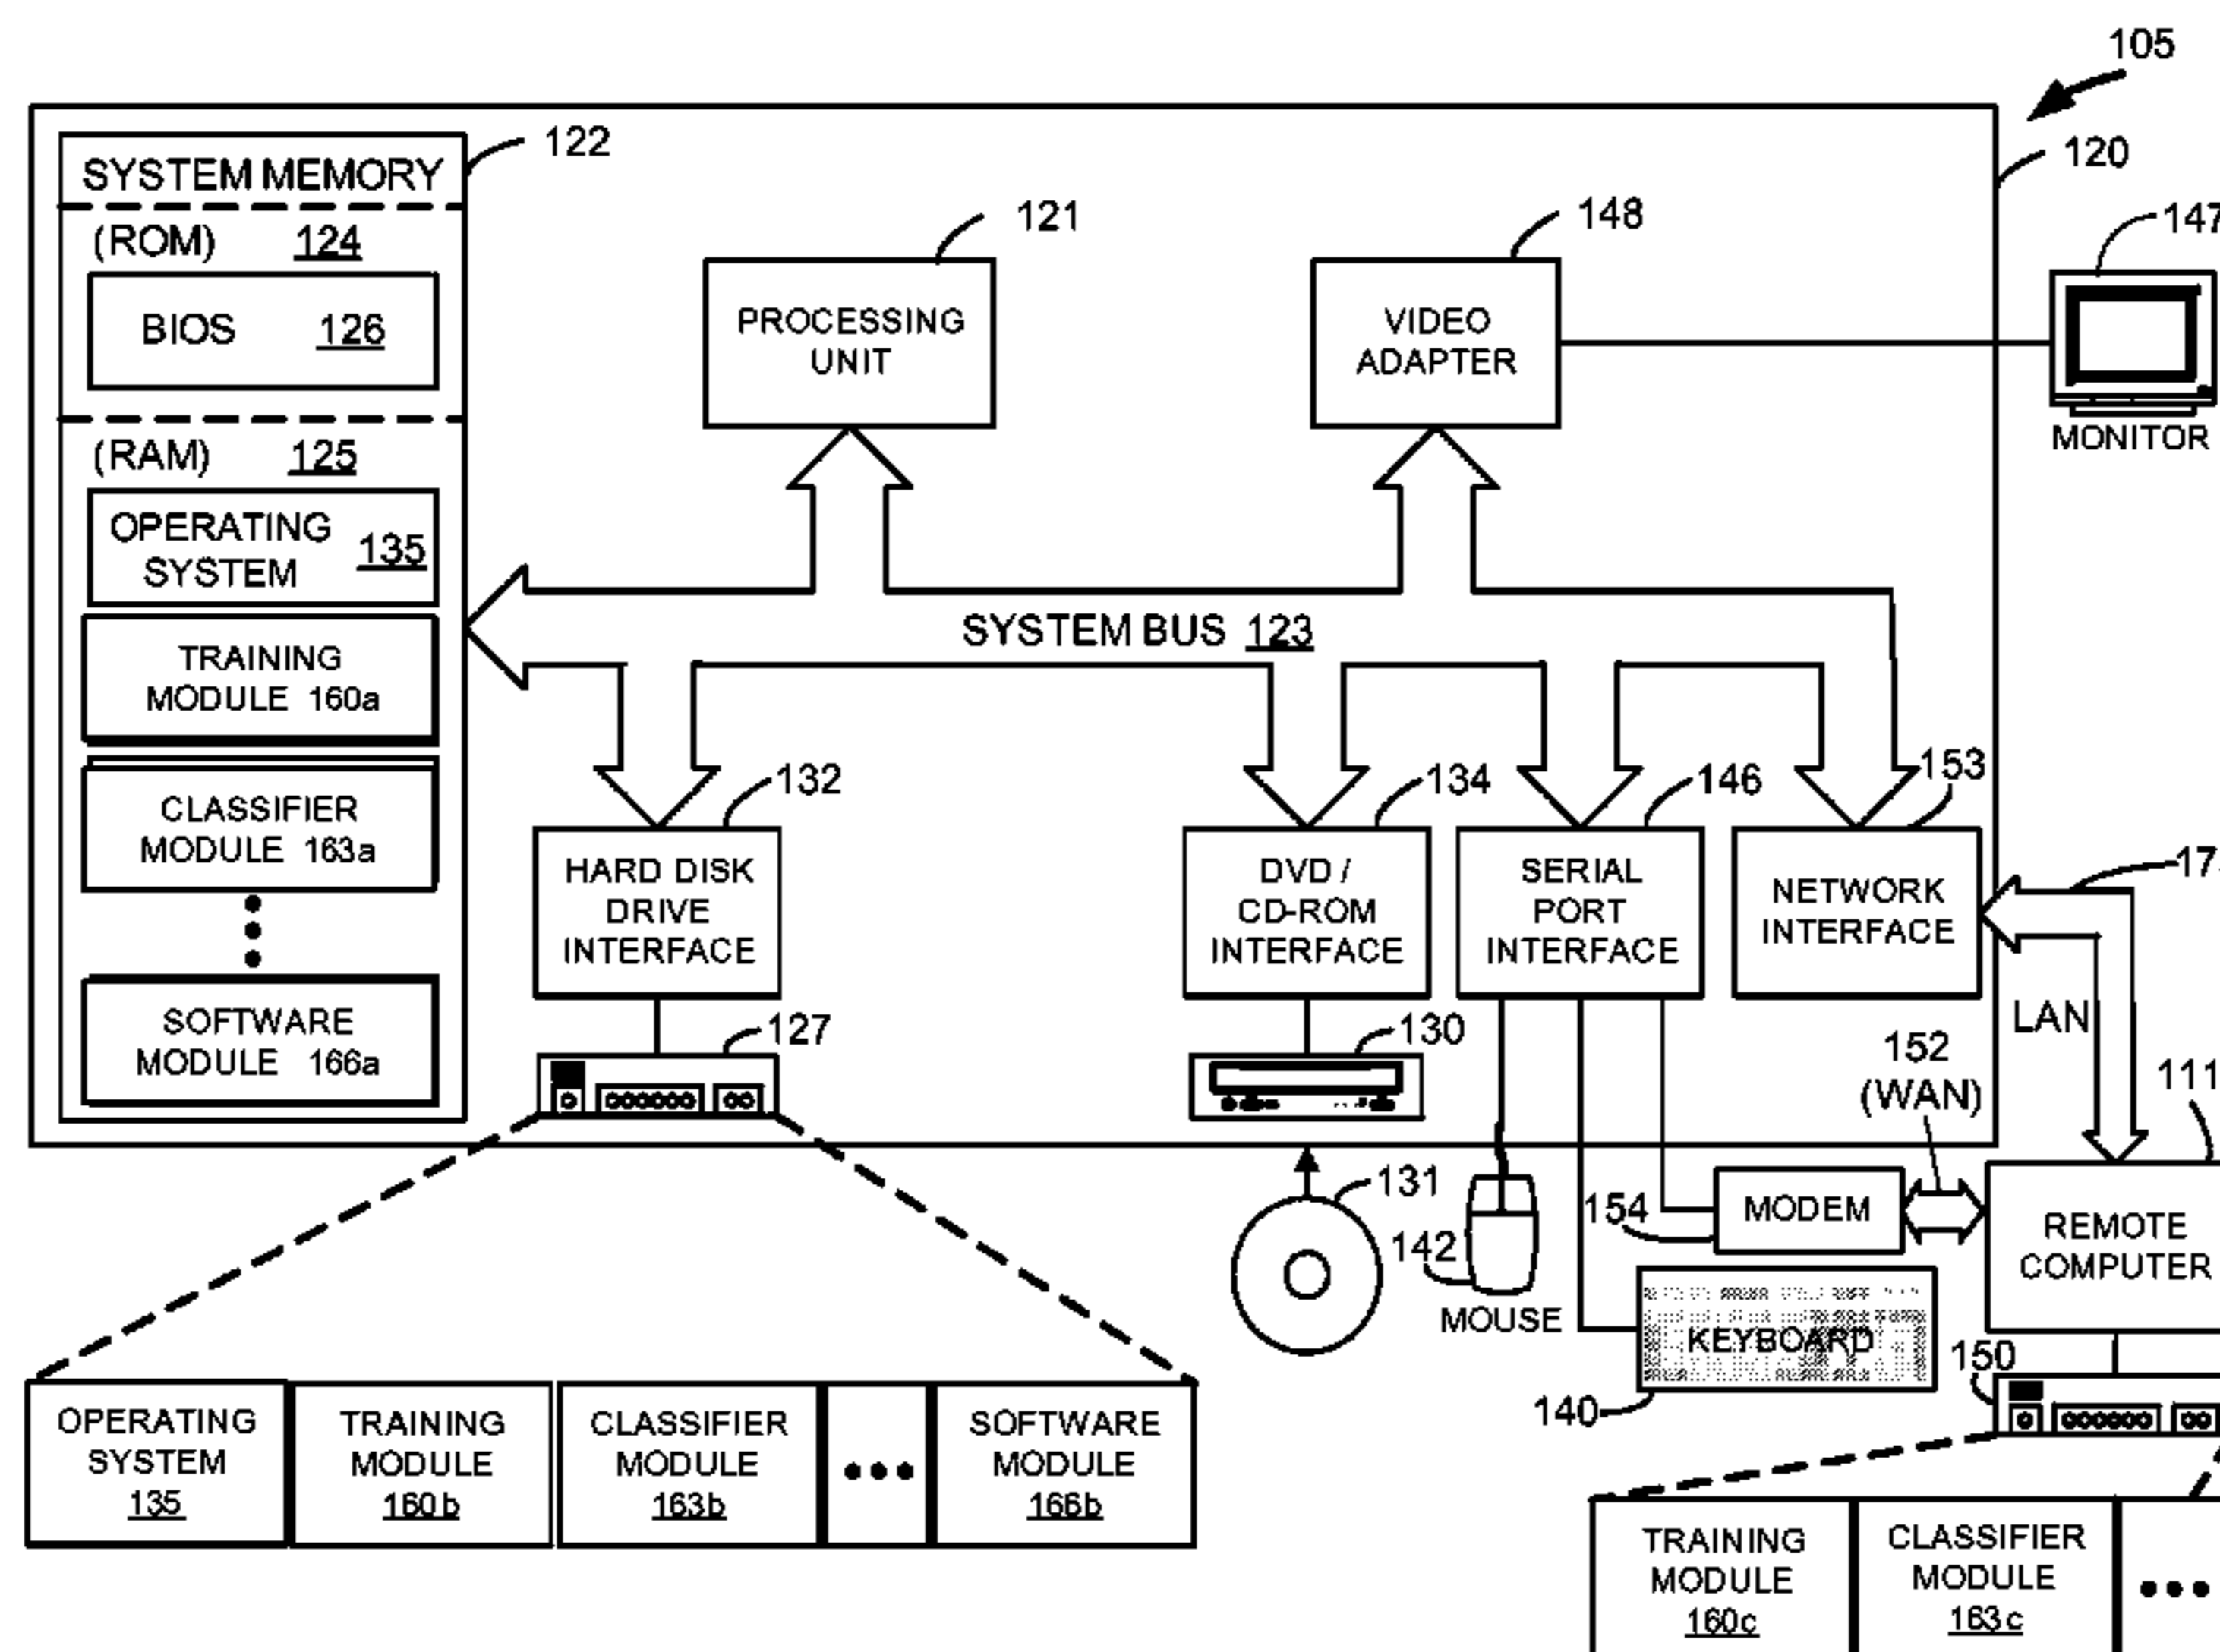 105
120
122
SYSTEM MEMORY
(ROM) 124
BIOS 126
(RAM) 125
OPERATING
SYSTEM 135
TRAINING
MODULE 160a
CLASSIFIER
MODULE 163a
SOFTWARE
MODULE 166a
121
PROCESSING
UNIT
148
VIDEO
ADAPTER
147
MONITOR
SYSTEM BUS 123
132
HARD DISK
DRIVE
INTERFACE
134
DVD /
CD-ROM
INTERFACE
146
SERIAL
PORT
INTERFACE
153
NETWORK
INTERFACE
LAN
127
130
152
(WAN)
111
131
142
MOUSE
154
MODEM
REMOTE
COMPUTER
KEYBOARD
140
150
OPERATING
SYSTEM
135
TRAINING
MODULE
160b
CLASSIFIER
MODULE
163b
SOFTWARE
MODULE
166b
TRAINING
MODULE
160c
CLASSIFIER
MODULE
163c